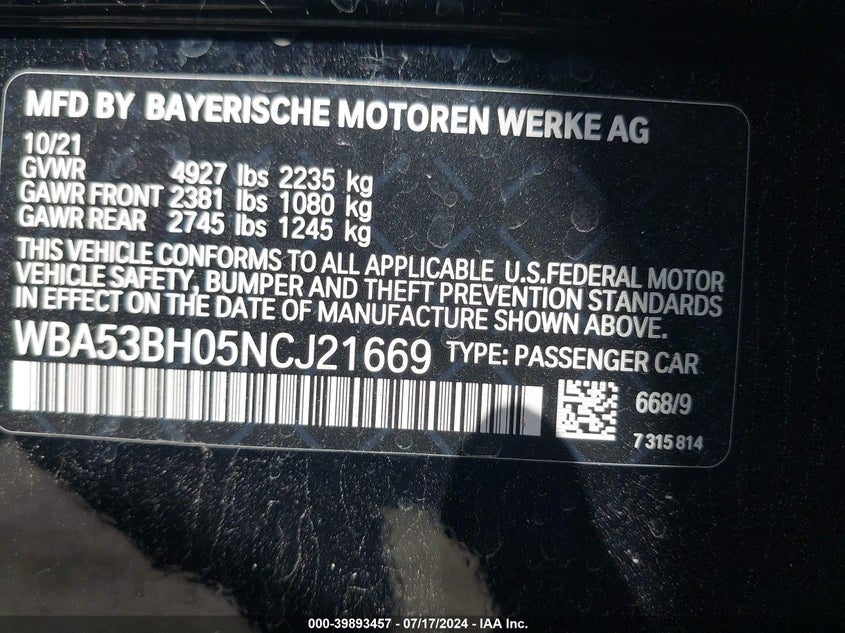 MFD BY BAYERISCHE MOTOREN WERKE AG
10/21
GVWR 4927 lbs 2235 kg
GAWR FRONT 2381 lbs 1080 kg
GAWR REAR 2745 lbs 1245 kg
THIS VEHICLE CONFORMS TO ALL APPLICABLE U.S.FEDERAL MOTOR
VEHICLE SAFETY, BUMPER AND THEFT PREVENTION STANDARDS
IN EFFECT ON THE DATE OF MANUFACTURE SHOWN ABOVE.
WBA53BH05NCJ21669 TYPE: PASSENGER CAR
668/9
7 315 814
000-39893457 - 07/17/2024 - IAA Inc.